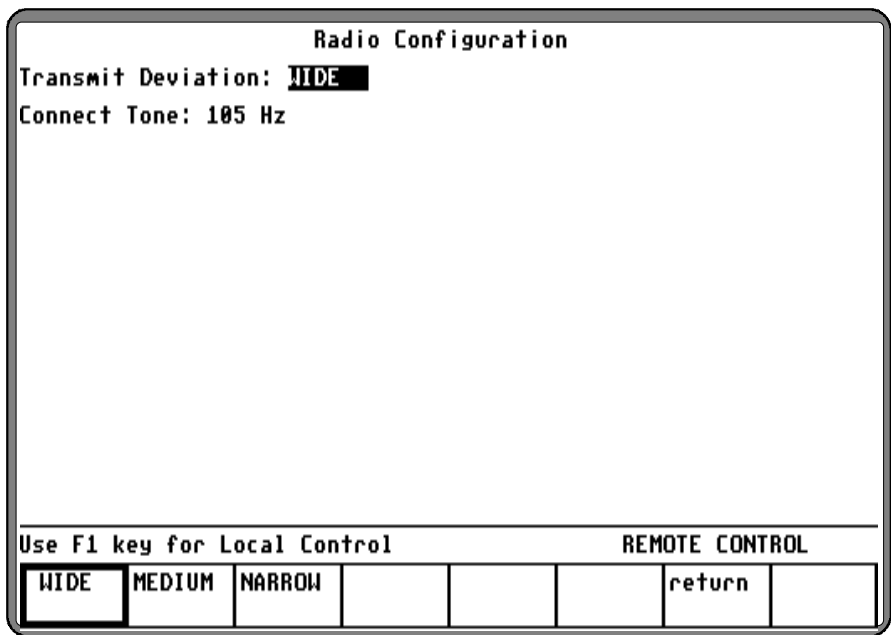 Radio Configuration
Transmit Deviation: WIDE
Connect Tone: 105 Hz
Use F1 key for Local Control REMOTE CONTROL
WIDE MEDIUM NARROW return